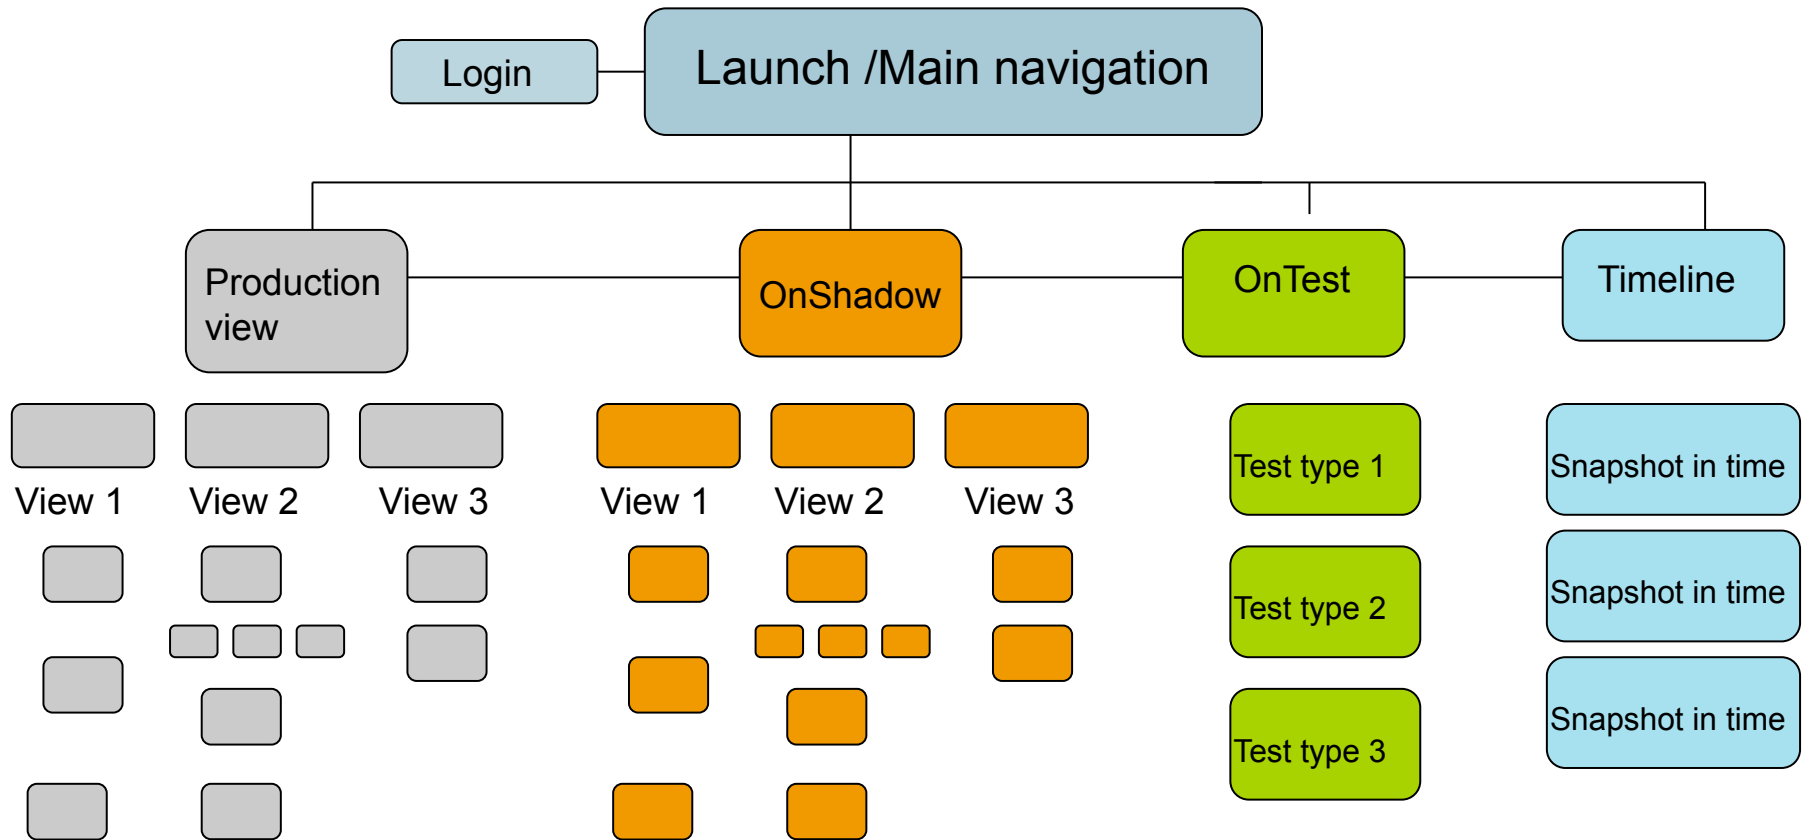 Login
Launch /Main navigation
Production
view
OnShadow
OnTest
Timeline
View 1
View 2
View 3
View 1
View 2
View 3
Test type 1
Test type 2
Test type 3
Snapshot in time
Snapshot in time
Snapshot in time